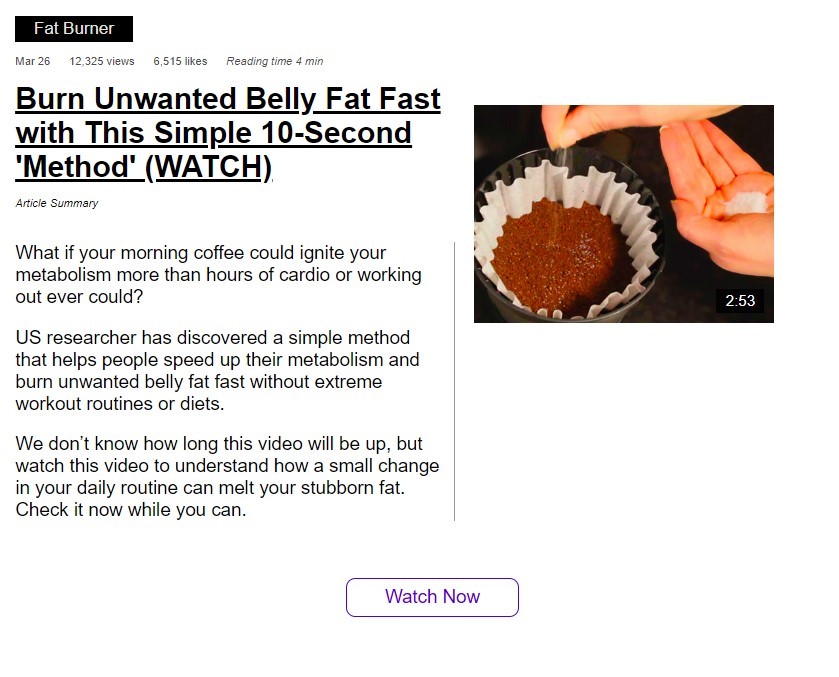 Fat Burner
Mar 26 12,325 views 6,515 likes Reading time 4 min
Burn Unwanted Belly Fat Fast
with This Simple 10-Second
'Method' (WATCH)
Article Summary
What if your morning coffee could ignite your
metabolism more than hours of cardio or working
out ever could?
US researcher has discovered a simple method
that helps people speed up their metabolism and
burn unwanted belly fat fast without extreme
workout routines or diets.
We don’t know how long this video will be up, but
watch this video to understand how a small change
in your daily routine can melt your stubborn fat.
Check it now while you can.
2:53
Watch Now